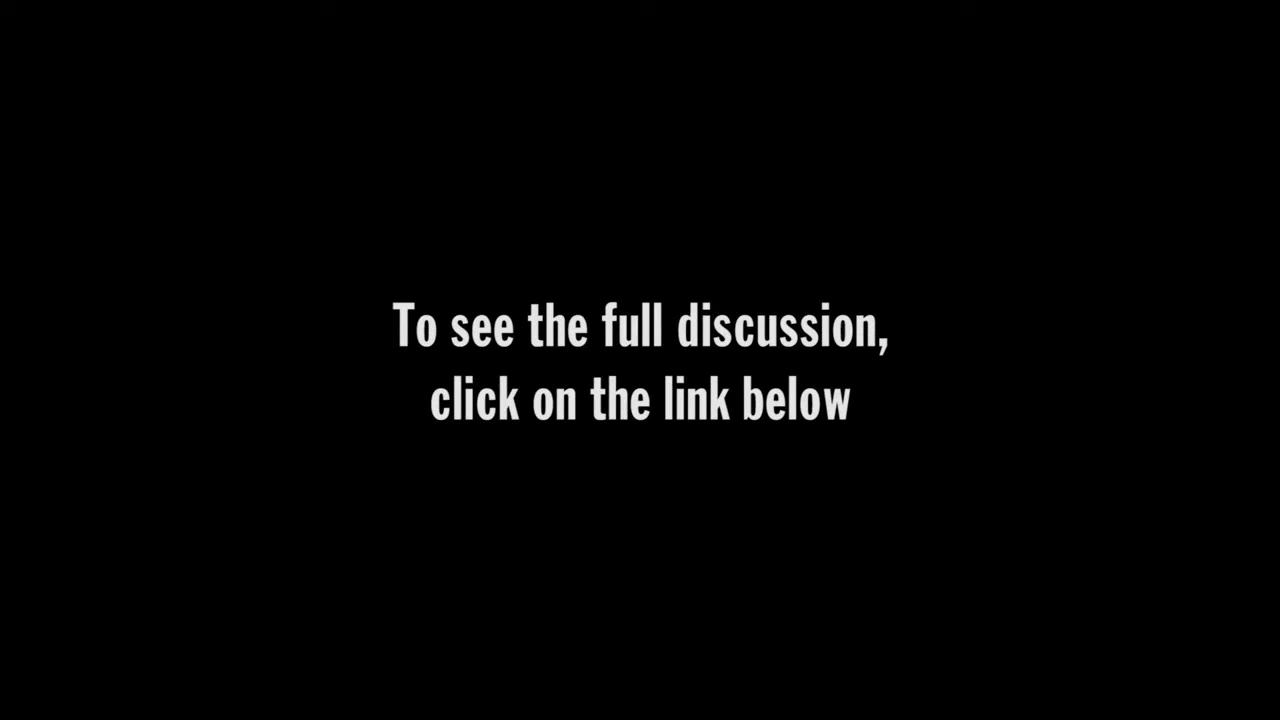 To see the full discussion,
click on the link below